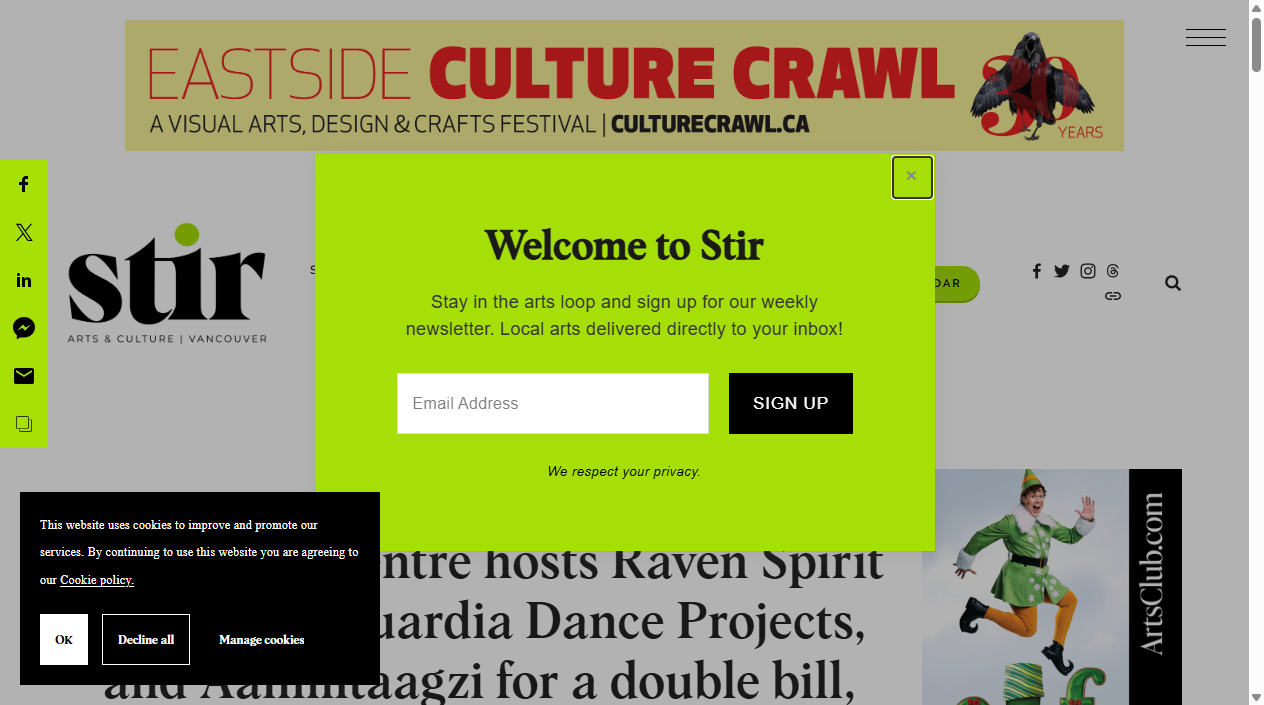 EASTSIDE CULTURE CRAWL
A VISUAL ARTS, DESIGN & CRAFTS FESTIVAL | CULTURECRAWL.CA
30 YEARS
×
Welcome to Stir
Stay in the arts loop and sign up for our weekly
newsletter. Local arts delivered directly to your inbox!
Email Address
SIGN UP
We respect your privacy.
in
stir
ARTS & CULTURE | VANCOUVER
S
DAR
This website uses cookies to improve and promote our
services. By continuing to use this website you are agreeing to
our Cookie policy.
OK
Decline all
Manage cookies
ntre hosts Raven Spirit
uardia Dance Projects,
and Aanmitaagzi for a double bill,
ArtsClub.com